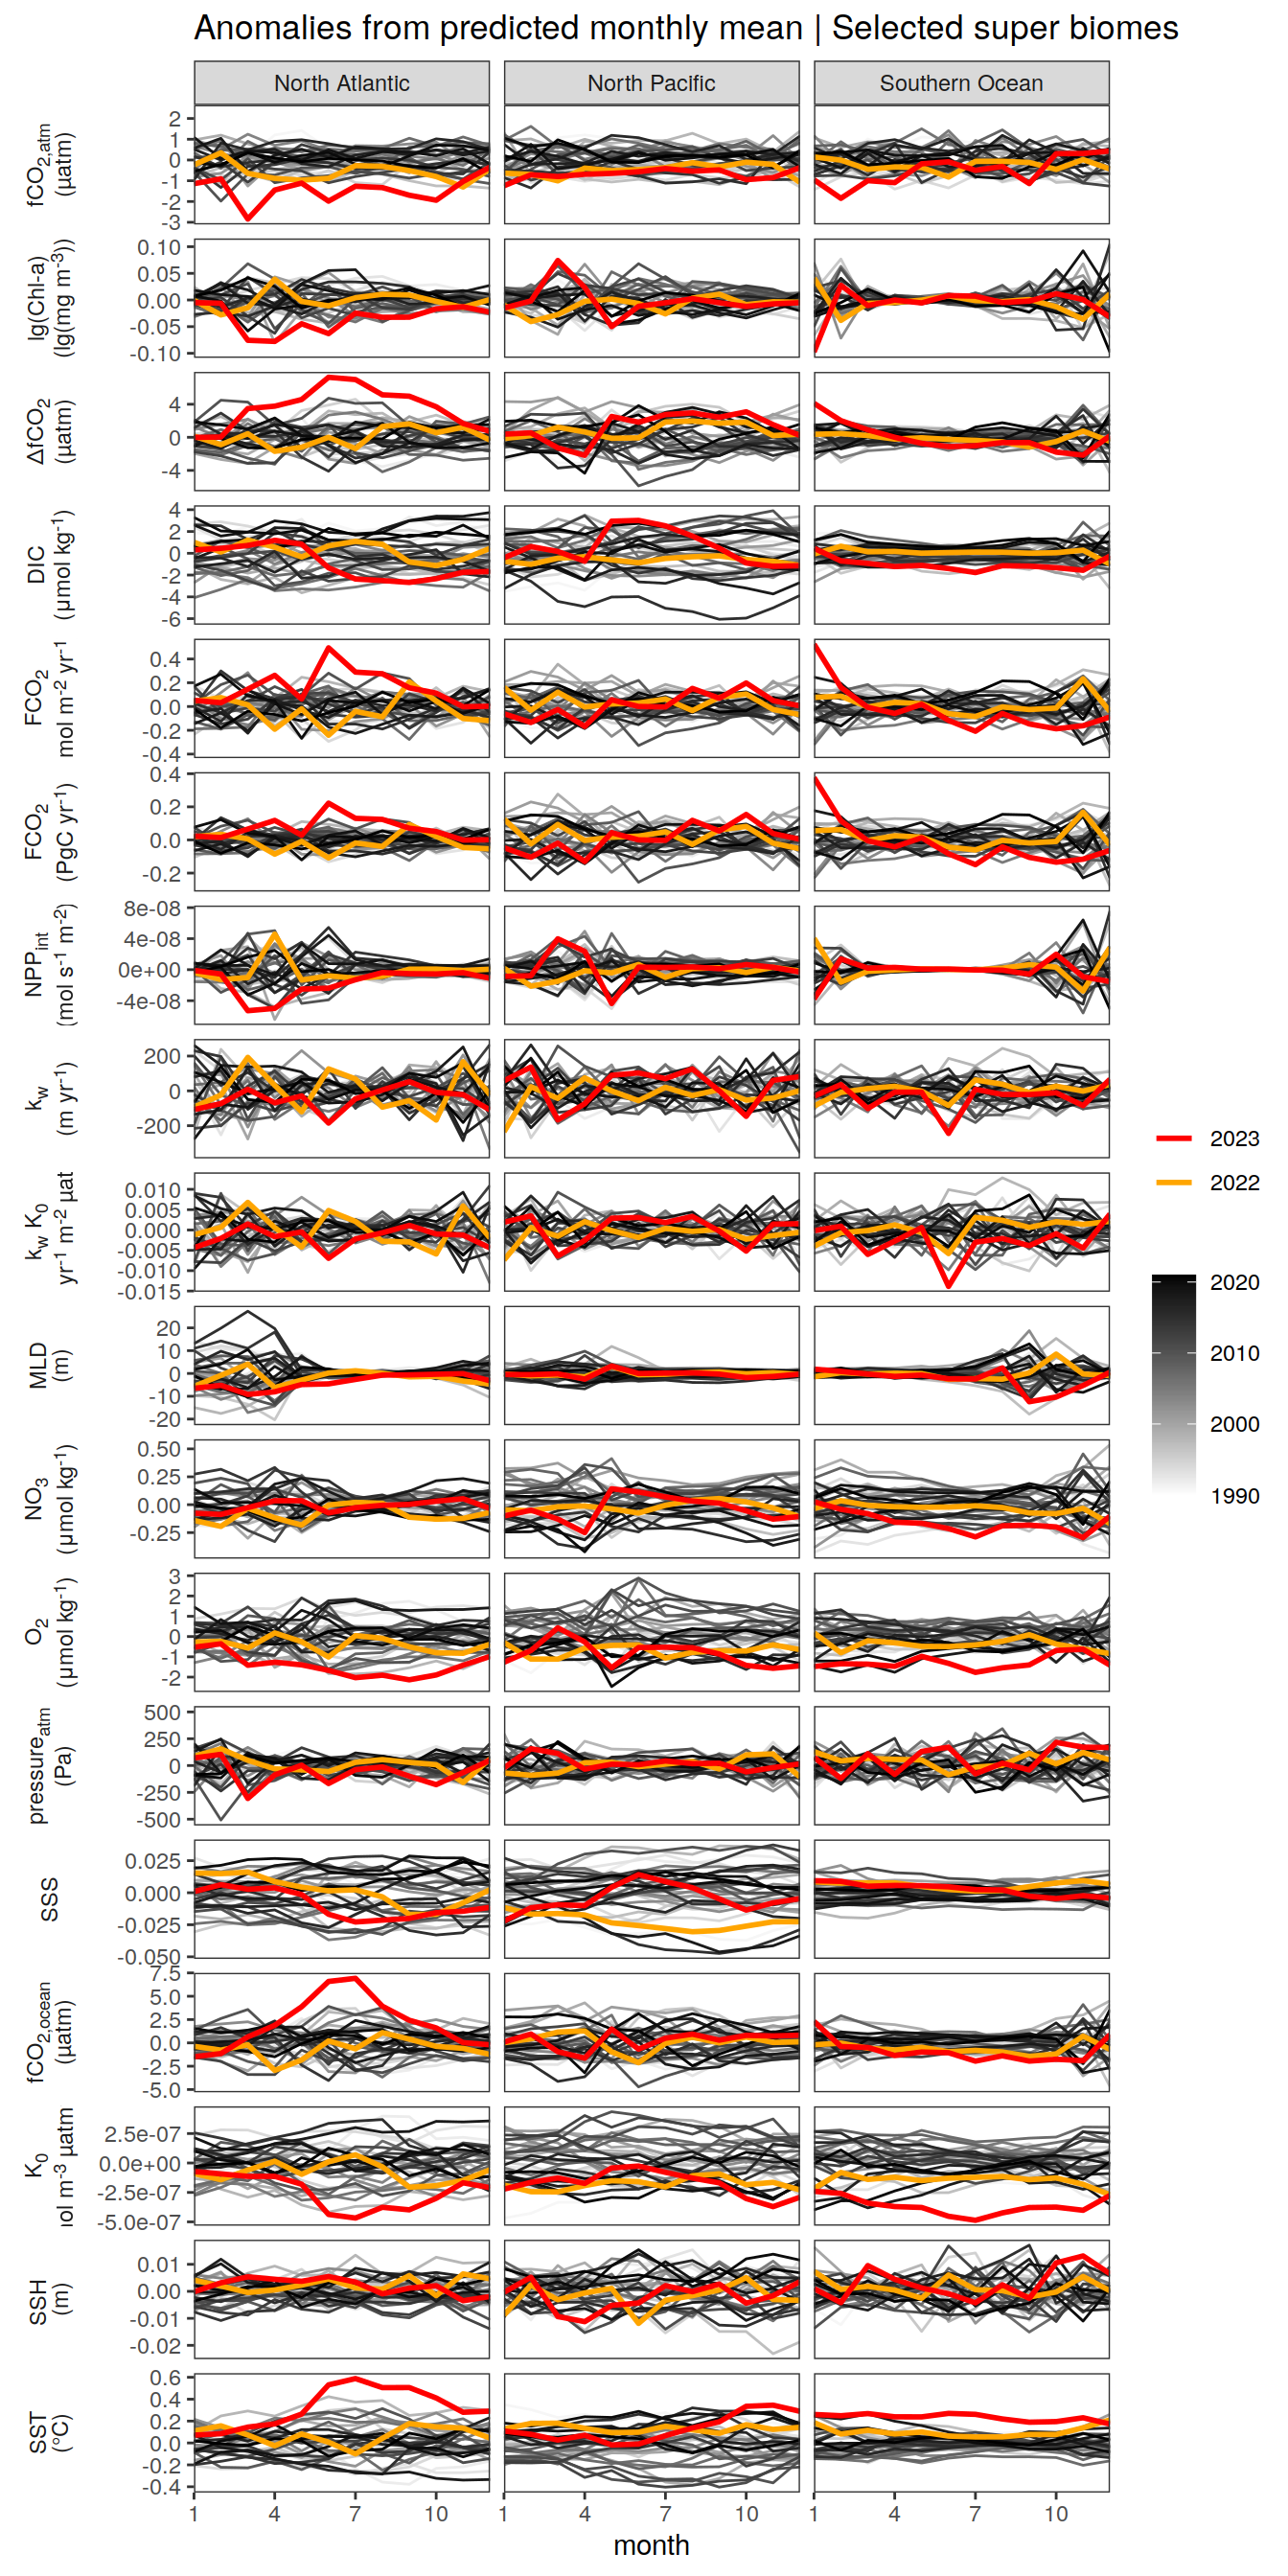 Anomalies from predicted monthly mean | Selected super biomes
North Atlantic North Pacific Southern Ocean
fCO2,atm
(µatm)
2
1
0
-1
-2
-3
lg(Chl-a)
(lg(mg m-3))
0.10
0.05
0.00
-0.05
-0.10
ΔfCO2
(µatm)
4
0
-4
DIC
(µmol kg-1)
4
2
0
-2
-4
-6
FCO2
mol m-2 yr-1
0.4
0.2
0.0
-0.2
-0.4
FCO2
(PgC yr-1)
0.4
0.2
0.0
-0.2
NPPint
(mol s-1 m-2)
8e-08
4e-08
0e+00
-4e-08
kw
(m yr-1)
200
0
-200
kw K0
yr-1 m-2 µat
0.010
0.005
0.000
-0.005
-0.010
-0.015
MLD
(m)
20
10
0
-10
-20
NO3
(µmol kg-1)
0.50
0.25
0.00
-0.25
O2
(µmol kg-1)
3
2
1
0
-1
-2
pressureatm
(Pa)
500
250
0
-250
-500
SSS
0.025
0.000
-0.025
-0.050
fCO2,ocean
(µatm)
7.5
5.0
2.5
0.0
-2.5
-5.0
K0
nol m-3 µatm
2.5e-07
0.0e+00
-2.5e-07
-5.0e-07
SSH
(m)
0.01
0.00
-0.01
-0.02
SST
(°C)
0.6
0.4
0.2
0.0
-0.2
-0.4
1 4 7 10 1 4 7 10 1 4 7 10
month
2023
2022
2020
2010
2000
1990